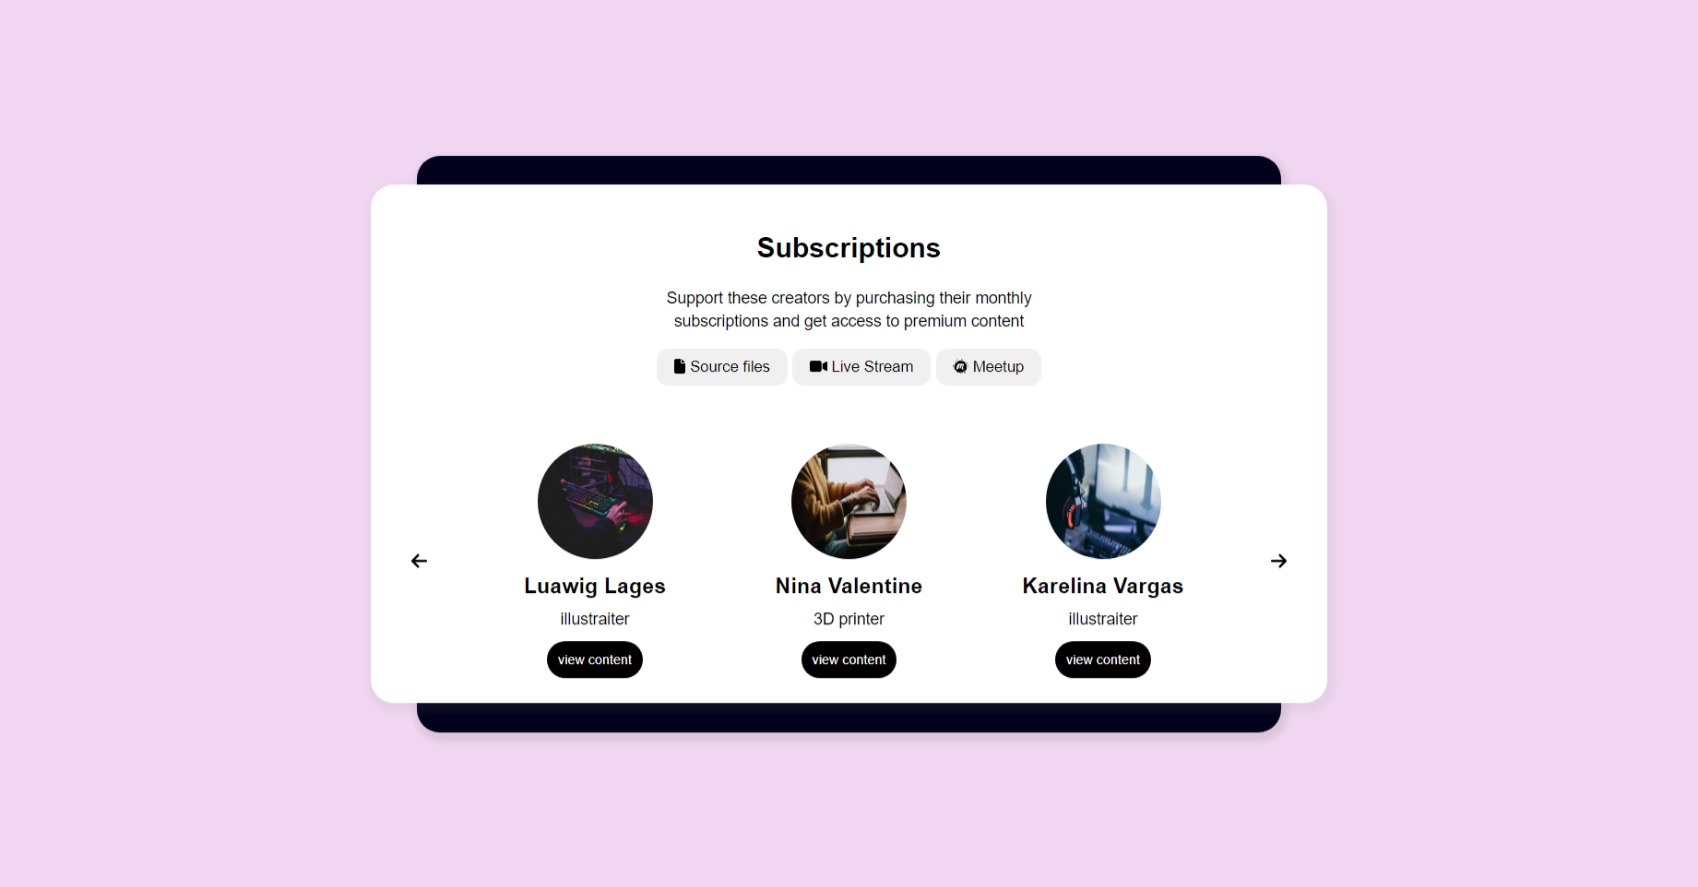 Subscriptions
Support these creators by purchasing their monthly
subscriptions and get access to premium content
Source files
Live Stream
Meetup
Luawig Lages
illustraiter
view content
Nina Valentine
3D printer
view content
Karelina Vargas
illustraiter
view content